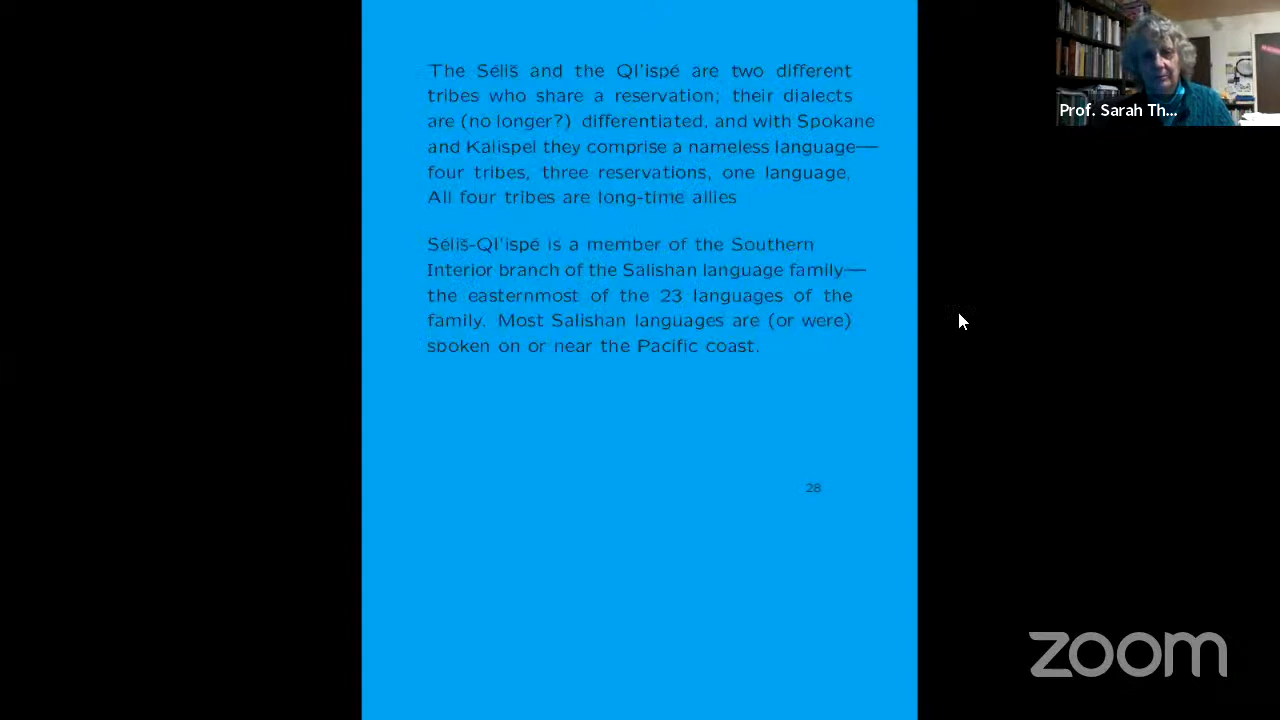 The Séliš and the Ql'ispé are two different
tribes who share a reservation; their dialects
are (no longer?) differentiated, and with Spokane
and Kalispel they comprise a nameless language—
four tribes, three reservations, one language.
All four tribes are long-time allies
Séliš-Ql'ispé is a member of the Southern
Interior branch of the Salishan language family—
the easternmost of the 23 languages of the
family. Most Salishan languages are (or were)
spoken on or near the Pacific coast.
28
Prof. Sarah Th...
zoom